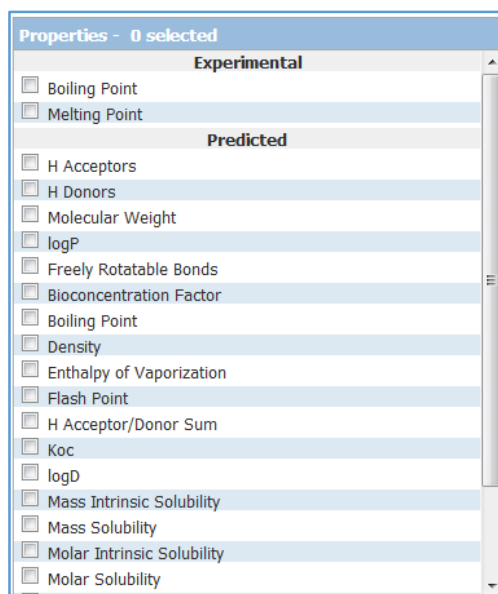 Properties - 0 selected
Experimental
Boiling Point
Melting Point
Predicted
H Acceptors
H Donors
Molecular Weight
logP
Freely Rotatable Bonds
Bioconcentration Factor
Boiling Point
Density
Enthalpy of Vaporization
Flash Point
H Acceptor/Donor Sum
Koc
logD
Mass Intrinsic Solubility
Mass Solubility
Molar Intrinsic Solubility
Molar Solubility